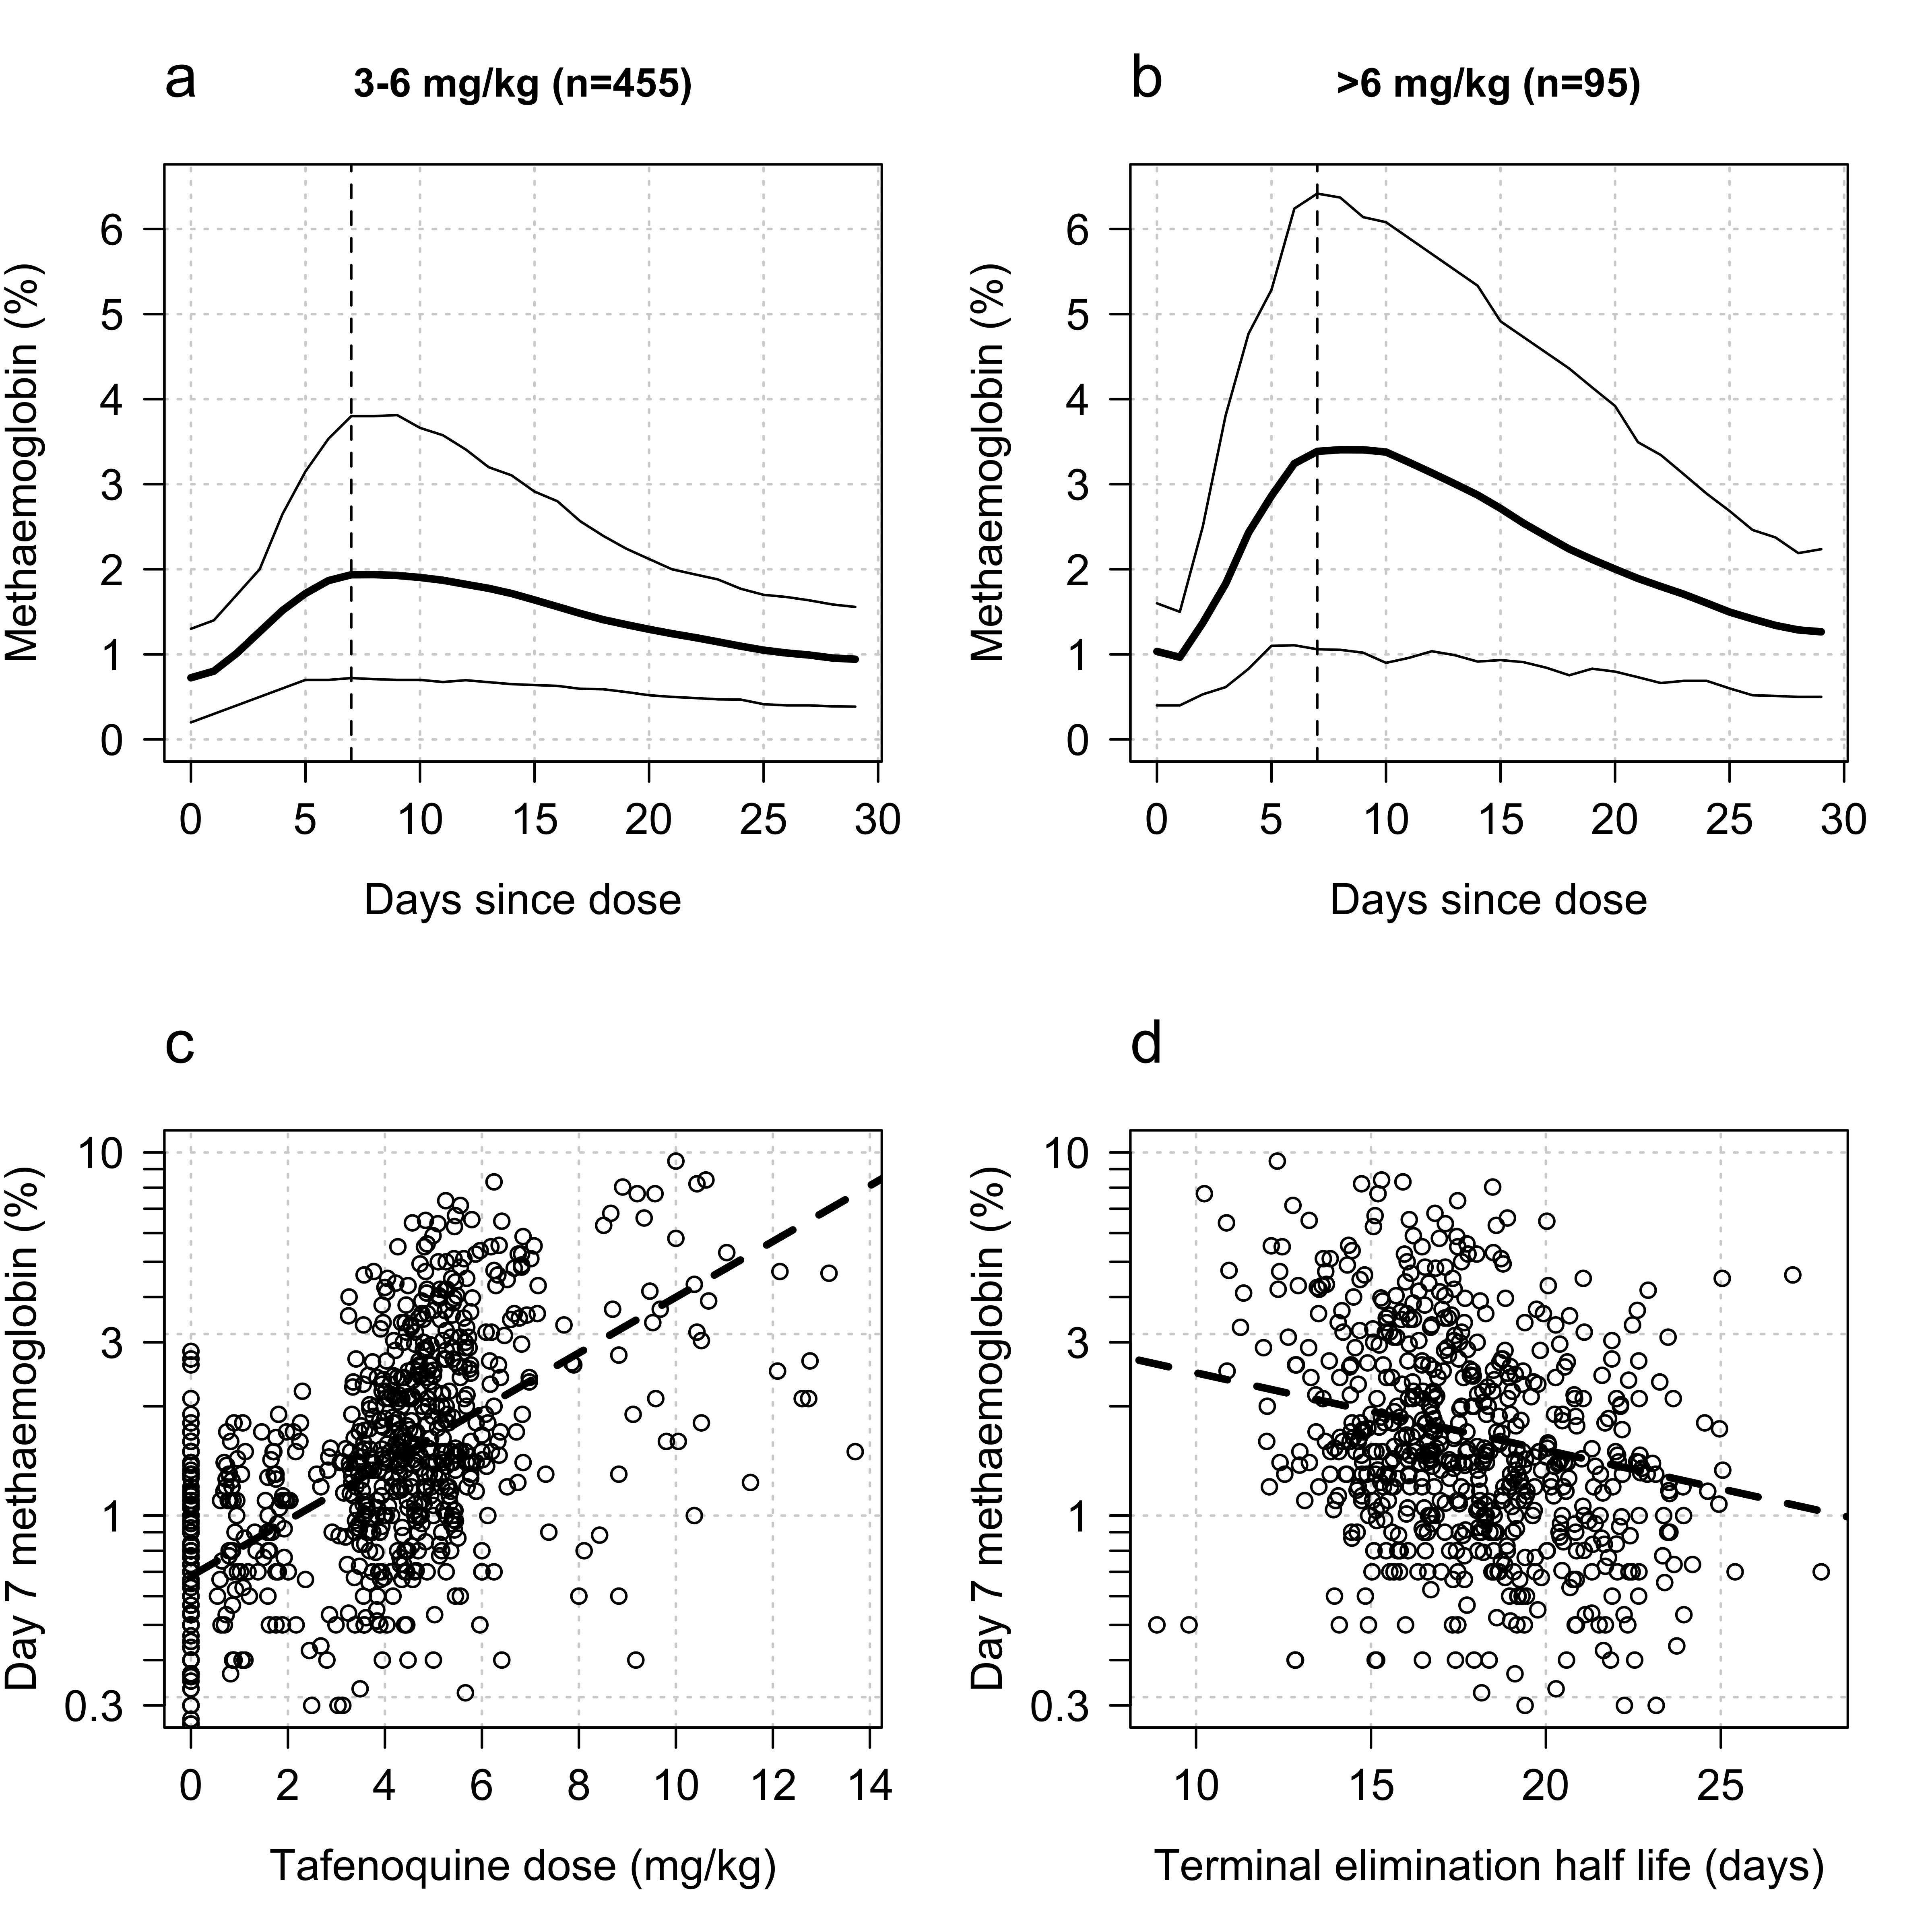 a
3-6 mg/kg (n=455)
Methaemoglobin (%)
6
5
4
3
2
1
0
0 5 10 15 20 25 30
Days since dose
b
>6 mg/kg (n=95)
Methaemoglobin (%)
6
5
4
3
2
1
0
0 5 10 15 20 25 30
Days since dose
c
Day 7 methaemoglobin (%)
10
3
1
0.3
0 2 4 6 8 10 12 14
Tafenoquine dose (mg/kg)
d
Day 7 methaemoglobin (%)
10
3
1
0.3
10 15 20 25
Terminal elimination half life (days)